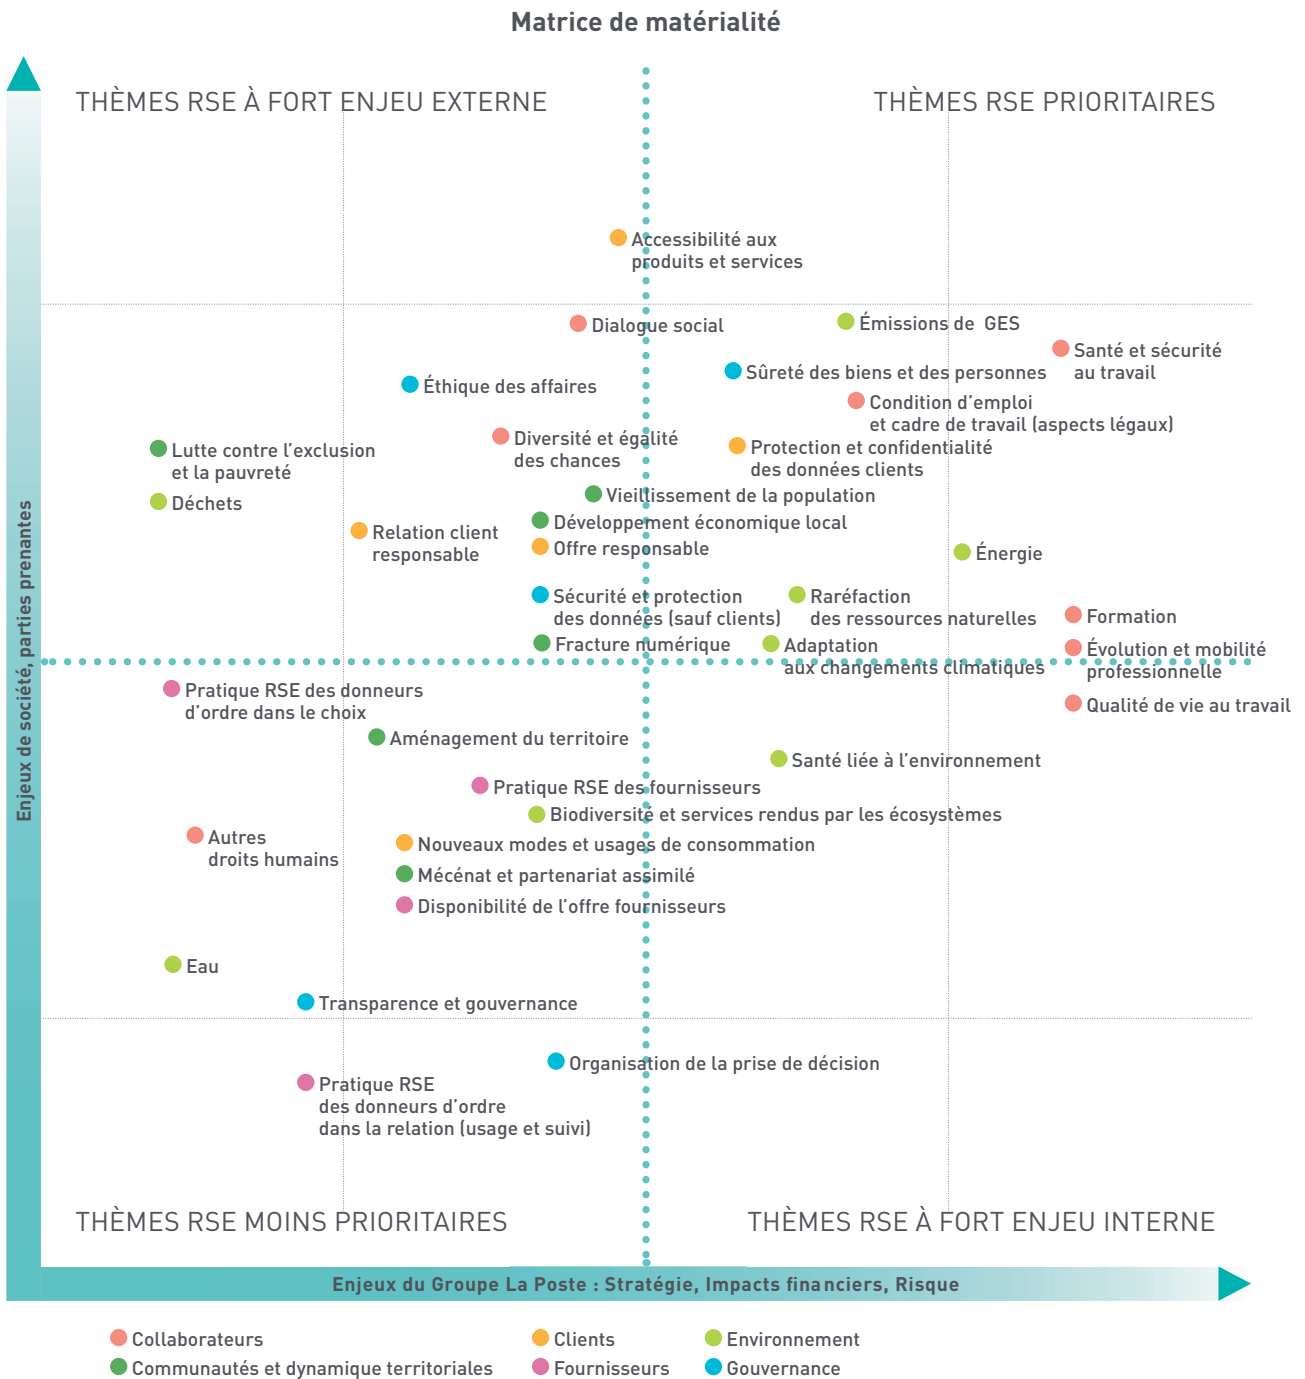 Matrice de matérialité
THÈMES RSE À FORT ENJEU EXTERNE
THÈMES RSE PRIORITAIRES
Accessibilité aux
produits et services
Dialogue social
Émissions de GES
Santé et sécurité
au travail
Sûreté des biens et des personnes
Éthique des affaires
Condition d’emploi
et cadre de travail (aspects légaux)
Diversité et égalité
des chances
Protection et confidentialité
des données clients
Lutte contre l’exclusion
et la pauvreté
Vieillissement de la population
Déchets
Développement économique local
Relation client
responsable
Offre responsable
Énergie
Sécurité et protection
des données (sauf clients)
Raréfaction
des ressources naturelles
Formation
Fracture numérique
Adaptation
aux changements climatiques
Évolution et mobilité
professionnelle
Pratique RSE des donneurs
d’ordre dans le choix
Qualité de vie au travail
Aménagement du territoire
Santé liée à l’environnement
Pratique RSE des fournisseurs
Biodiversité et services rendus par les écosystèmes
Autres
droits humains
Nouveaux modes et usages de consommation
Mécénat et partenariat assimilé
Disponibilité de l’offre fournisseurs
Eau
Transparence et gouvernance
Organisation de la prise de décision
Pratique RSE
des donneurs d’ordre
dans la relation (usage et suivi)
THÈMES RSE MOINS PRIORITAIRES
THÈMES RSE À FORT ENJEU INTERNE
Enjeux de société, parties prenantes
Enjeux du Groupe La Poste : Stratégie, Impacts financiers, Risque
Collaborateurs
Clients
Environnement
Communautés et dynamique territoriales
Fournisseurs
Gouvernance